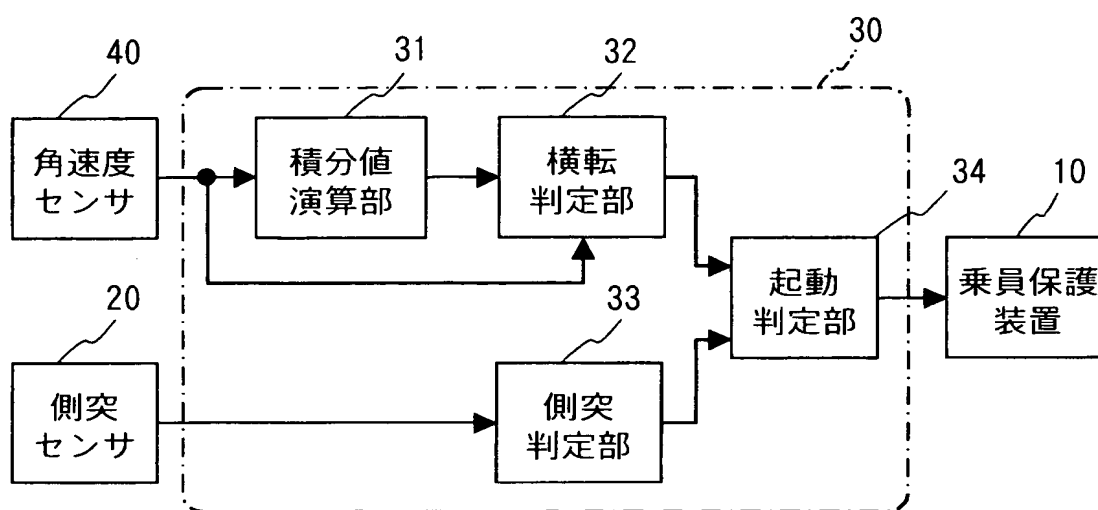 30
40
31
32
角速度
センサ
積分値
演算部
横転
判定部
34
10
起動
判定部
乗員保護
装置
20
33
側突
センサ
側突
判定部